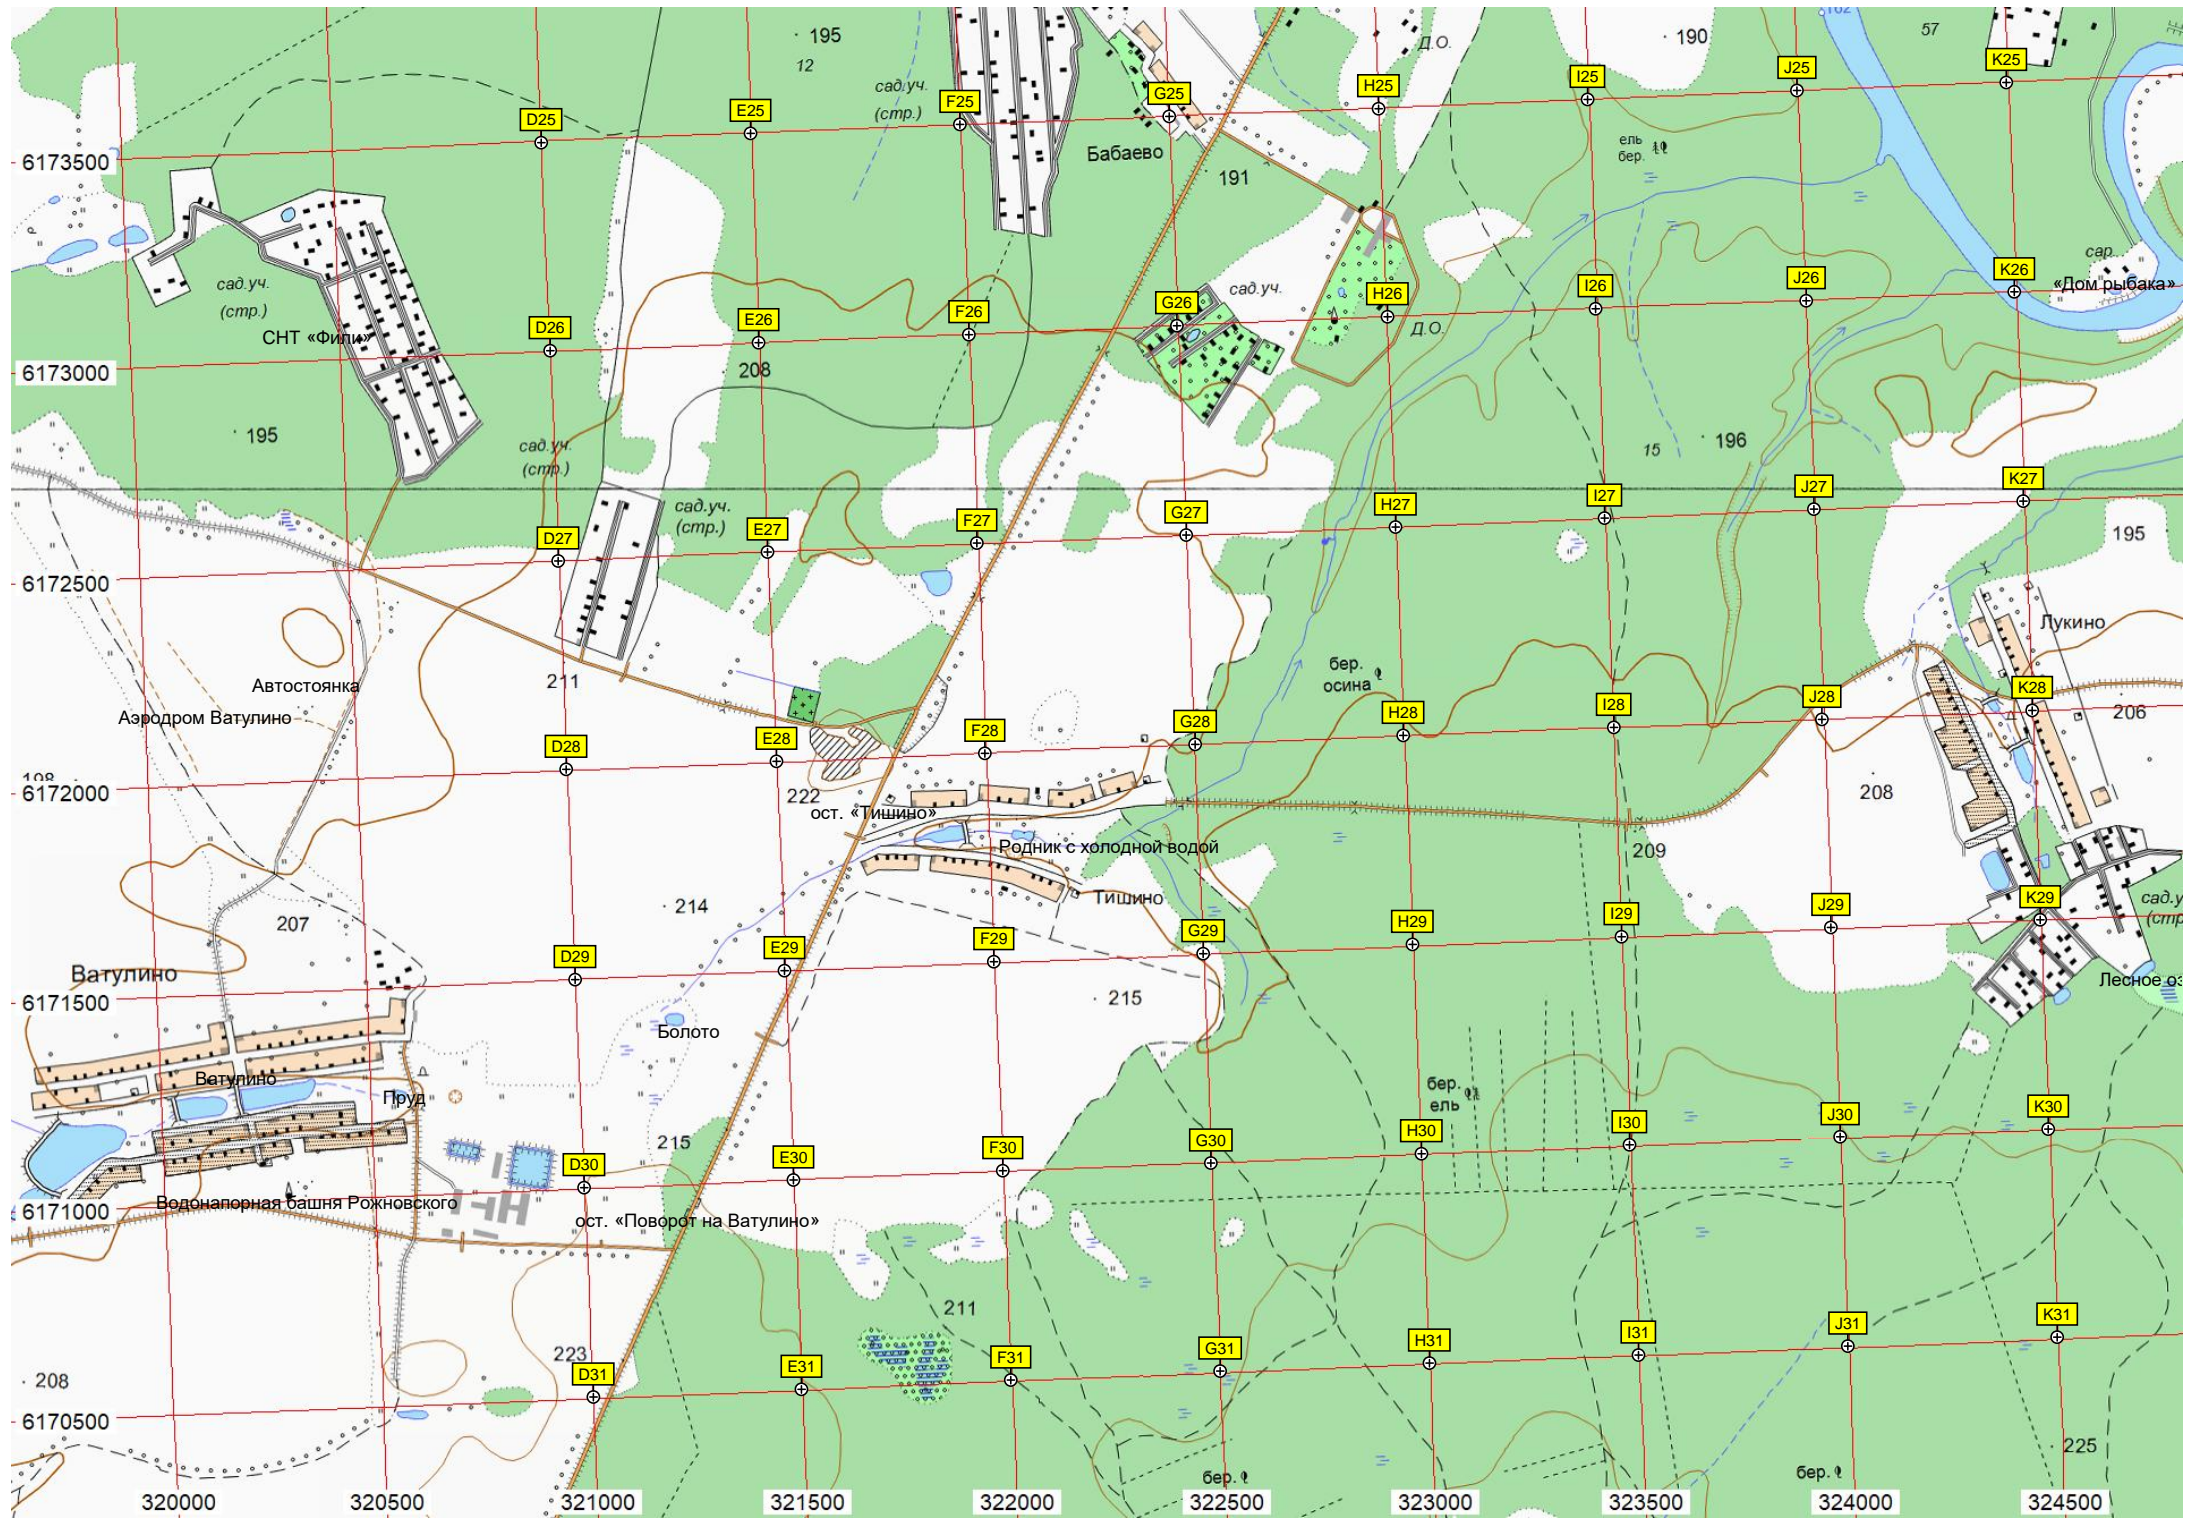 162
57
195
12
Д.О.
190
K25
J25
I25
H25
G25
F25
E25
D25
сад.уч.
(стр.)
ель
бер.
6173500
Бабаево
191
сад.уч.
(стр.)
сад.уч.
сар.
K26
«Дом рыбака»
J26
I26
H26
G26
F26
E26
D26
Д.О.
СНТ «Фили»
6173000
208
195
сад.уч.
(стр.)
15
196
сад.уч.
(стр.)
K27
J27
I27
H27
G27
F27
E27
D27
195
6172500
Лукино
бер.
осина
211
Автостоянка
Аэродром Ватулино
K28
J28
I28
H28
G28
F28
E28
D28
206
198
6172000
222
208
ост. «Тишино»
Родник с холодной водой
209
Тишино
214
207
K29
J29
I29
H29
G29
F29
E29
D29
сад.у
(стр
Ватулино
6171500
215
Лесное оз
Болото
Ватулино
Пруд
бер.
ель
215
K30
J30
I30
H30
G30
F30
E30
D30
Водонапорная башня Рожновского
6171000
ост. «Поворот на Ватулино»
211
223
K31
J31
I31
H31
G31
F31
E31
D31
208
6170500
225
бер.
бер.
320000
320500
321000
321500
322000
322500
323000
323500
324000
324500